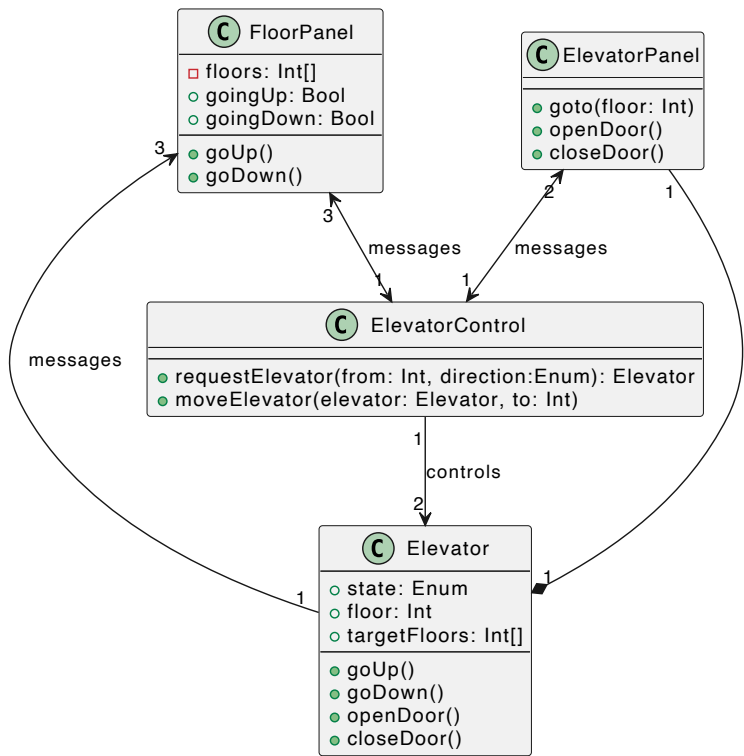 C FloorPanel
floors: Int[]
goingUp: Bool
goingDown: Bool
goUp()
goDown()
C ElevatorPanel
goto(floor: Int)
openDoor()
closeDoor()
3
3
2
1
messages
messages
1
1
C ElevatorControl
requestElevator(from: Int, direction:Enum): Elevator
moveElevator(elevator: Elevator, to: Int)
messages
1
controls
2
C Elevator
state: Enum
floor: Int
targetFloors: Int[]
goUp()
goDown()
openDoor()
closeDoor()
1
1